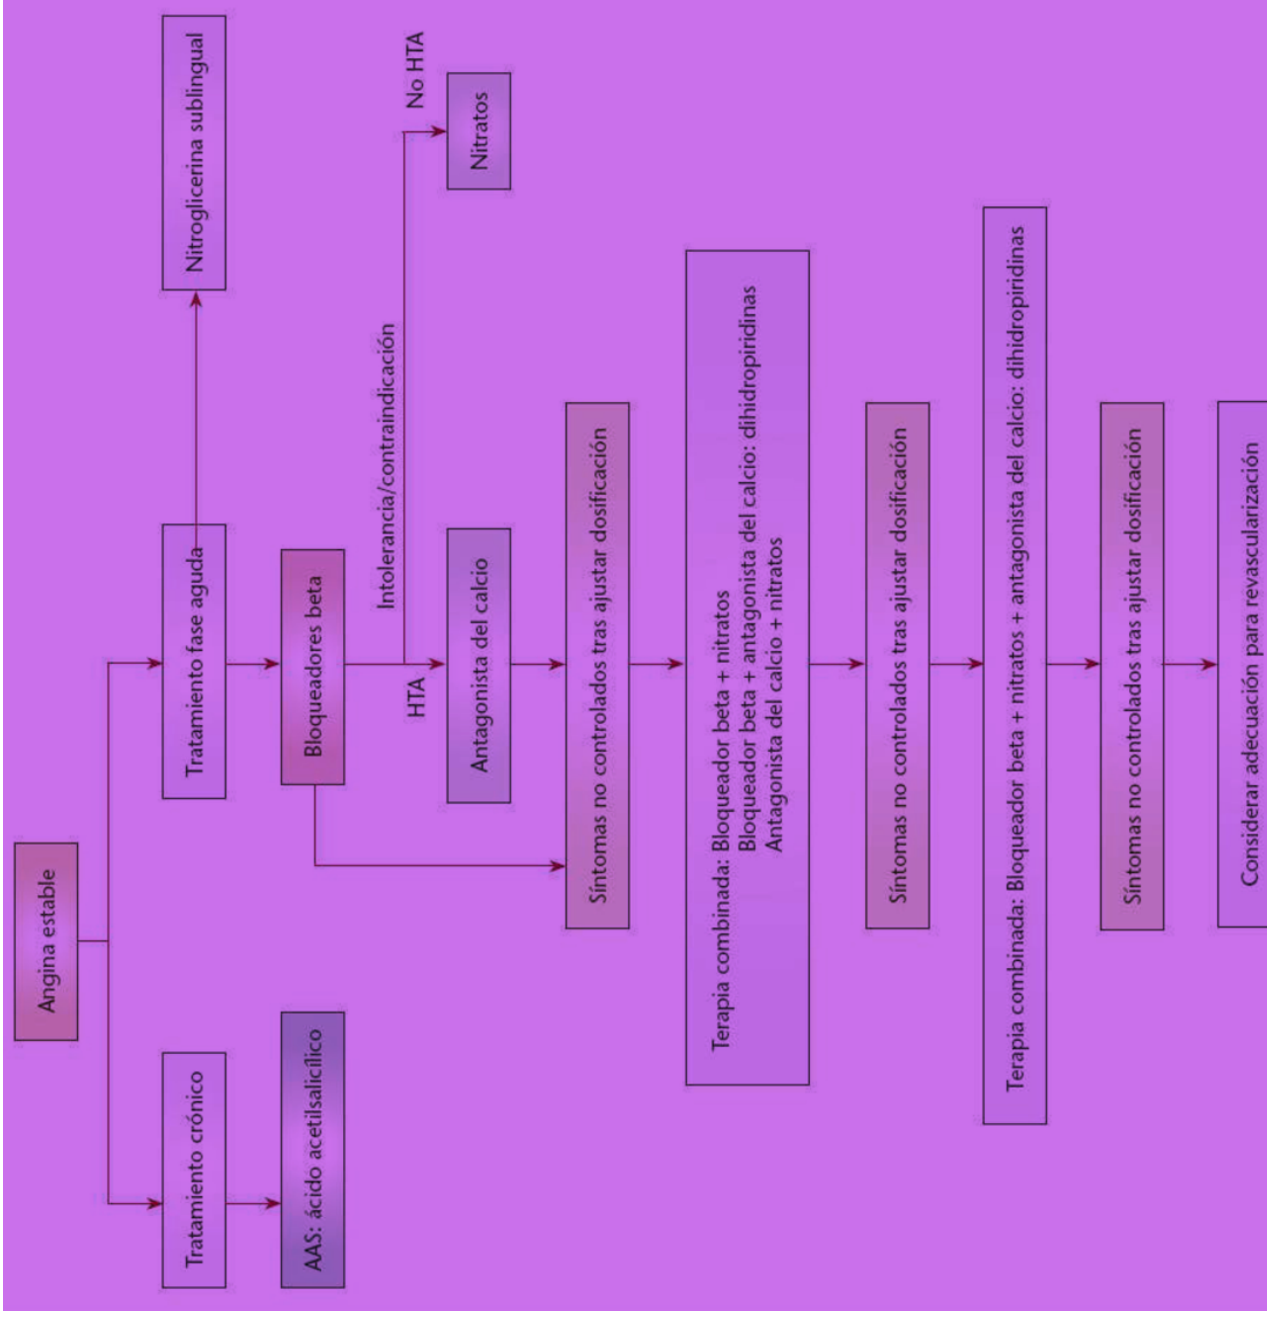 Angina estable
Tratamiento crónico
Tratamiento fase aguda
Nitroglicerina sublingual
AAS: ácido acetilsalicílico
Bloqueadores beta
Intolerancia/contraindicación
HTA
No HTA
Antagonista del calcio
Nitratos
Síntomas no controlados tras ajustar dosificación
Terapia combinada: Bloqueador beta + nitratos
Bloqueador beta + antagonista del calcio: dihidropiridinas
Antagonista del calcio + nitratos
Síntomas no controlados tras ajustar dosificación
Terapia combinada: Bloqueador beta + nitratos + antagonista del calcio: dihidropiridinas
Síntomas no controlados tras ajustar dosificación
Considerar adecuación para revascularización